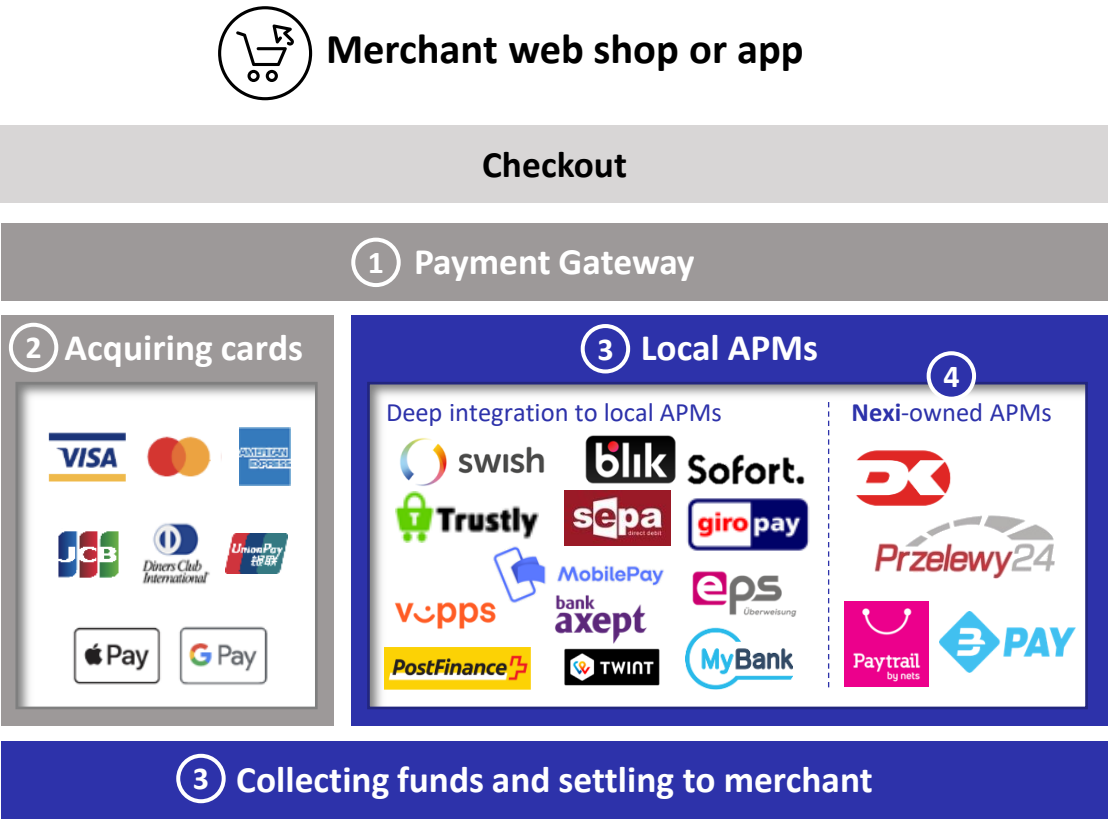 Merchant web shop or app
Checkout
1 Payment Gateway
2 Acquiring cards
VISA
AMERICAN EXPRESS
JCB
Diners Club
International
UnionPay
银联
Pay
G Pay
3 Local APMs
4
Deep integration to local APMs
swish
blik
Sofort.
Trustly
sepa
direct debit
giropay
MobilePay
eps
Überweisung
vipps
bank
axept
PostFinance
TWINT
MyBank
Nexi-owned APMs
DK
Przelewy24
Paytrail
by nets
B PAY
3 Collecting funds and settling to merchant